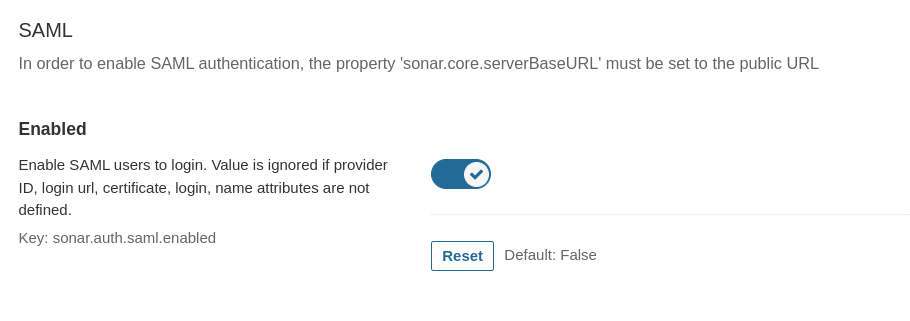 SAML
In order to enable SAML authentication, the property 'sonar.core.serverBaseURL' must be set to the public URL
Enabled
Enable SAML users to login. Value is ignored if provider
ID, login url, certificate, login, name attributes are not
defined.
Key: sonar.auth.saml.enabled
Reset Default: False